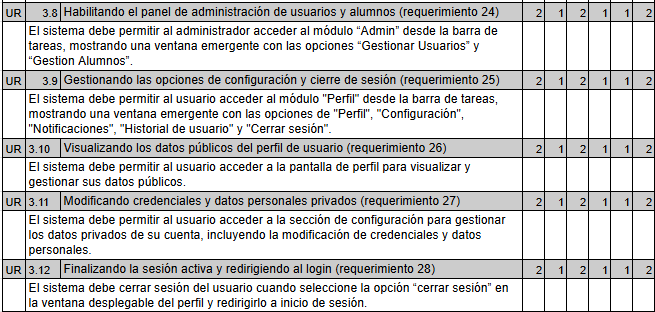 UR 3.8 Habilitando el panel de administración de usuarios y alumnos (requerimiento 24) 2 1 2 1 1 2
El sistema debe permitir al administrador acceder al módulo “Admin” desde la barra de
tareas, mostrando una ventana emergente con las opciones “Gestionar Usuarios” y
“Gestion Alumnos”.
UR 3.9 Gestionando las opciones de configuración y cierre de sesión (requerimiento 25) 2 1 2 1 1 2
El sistema debe permitir al usuario acceder al módulo "Perfil" desde la barra de tareas,
mostrando una ventana emergente con las opciones de "Perfil", "Configuración",
"Notificaciones", "Historial de usuario" y "Cerrar sesión".
UR 3.10 Visualizando los datos públicos del perfil de usuario (requerimiento 26) 2 1 2 1 1 2
El sistema debe permitir al usuario acceder a la pantalla de perfil para visualizar y
gestionar sus datos públicos.
UR 3.11 Modificando credenciales y datos personales privados (requerimiento 27) 2 1 2 1 1 2
El sistema debe permitir al usuario acceder a la sección de configuración para gestionar
los datos privados de su cuenta, incluyendo la modificación de credenciales y datos
personales.
UR 3.12 Finalizando la sesión activa y redirigiendo al login (requerimiento 28) 2 1 2 1 1 2
El sistema debe cerrar sesión del usuario cuando seleccione la opción “cerrar sesión” en
la ventana desplegable del perfil y redirigirlo a inicio de sesión.